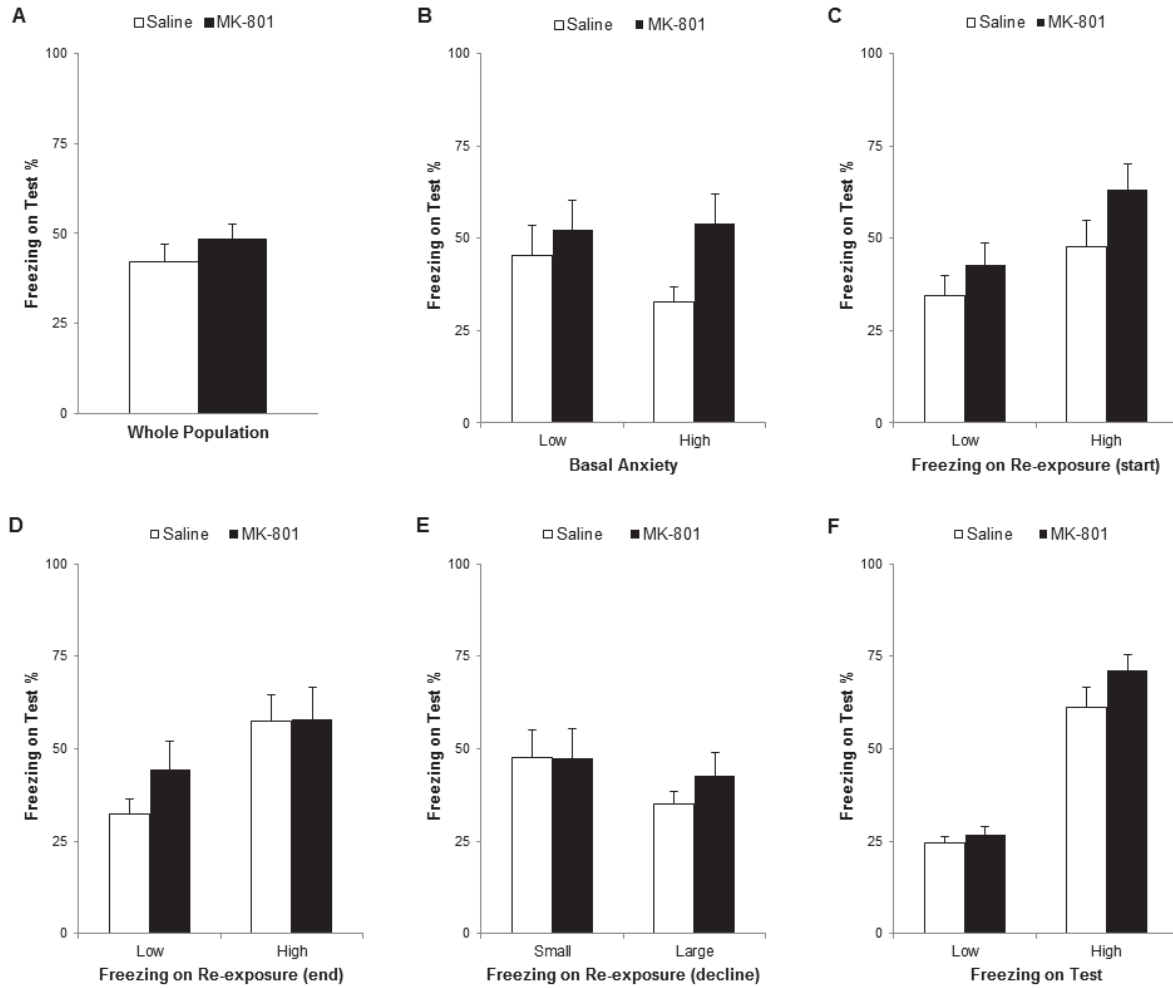 A
Saline MK-801
100
75
50
25
0
Freezing on Test %
Whole Population
B
Saline MK-801
100
75
50
25
0
Freezing on Test %
Low High
Basal Anxiety
C
Saline MK-801
100
75
50
25
0
Freezing on Test %
Low High
Freezing on Re-exposure (start)
D
Saline MK-801
100
75
50
25
0
Freezing on Test %
Low High
Freezing on Re-exposure (end)
E
Saline MK-801
100
75
50
25
0
Freezing on Test %
Small Large
Freezing on Re-exposure (decline)
F
Saline MK-801
100
75
50
25
0
Freezing on Test %
Low High
Freezing on Test